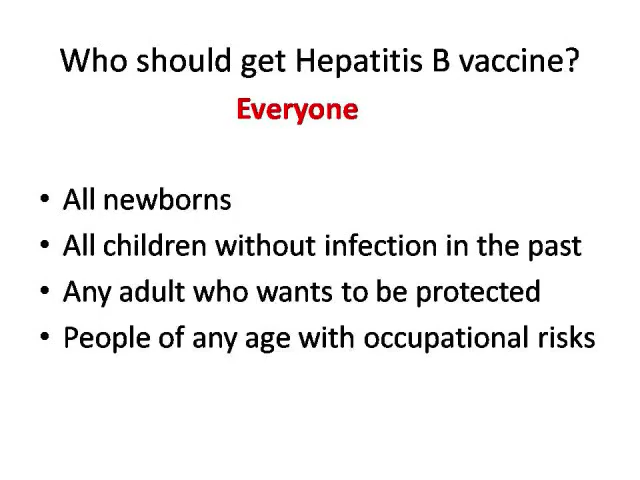 Who should get Hepatitis B vaccine?
Everyone
• All newborns
• All children without infection in the past
• Any adult who wants to be protected
• People of any age with occupational risks